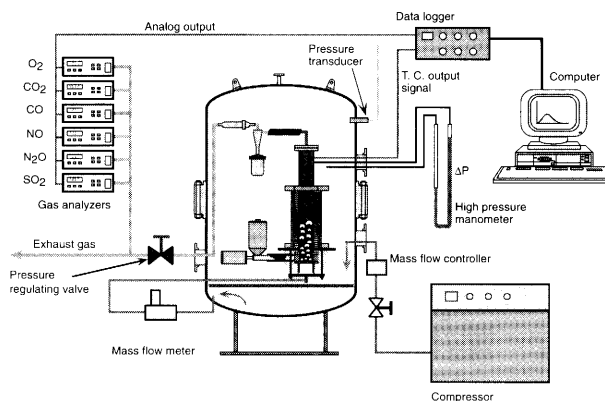 Analog output
Data logger
Pressure
transducer
T. C. output
signal
Computer
O2
CO2
CO
NO
N2O
SO2
Gas analyzers
ΔP
High pressure
manometer
Exhaust gas
Pressure
regulating valve
Mass flow controller
Mass flow meter
Compressor